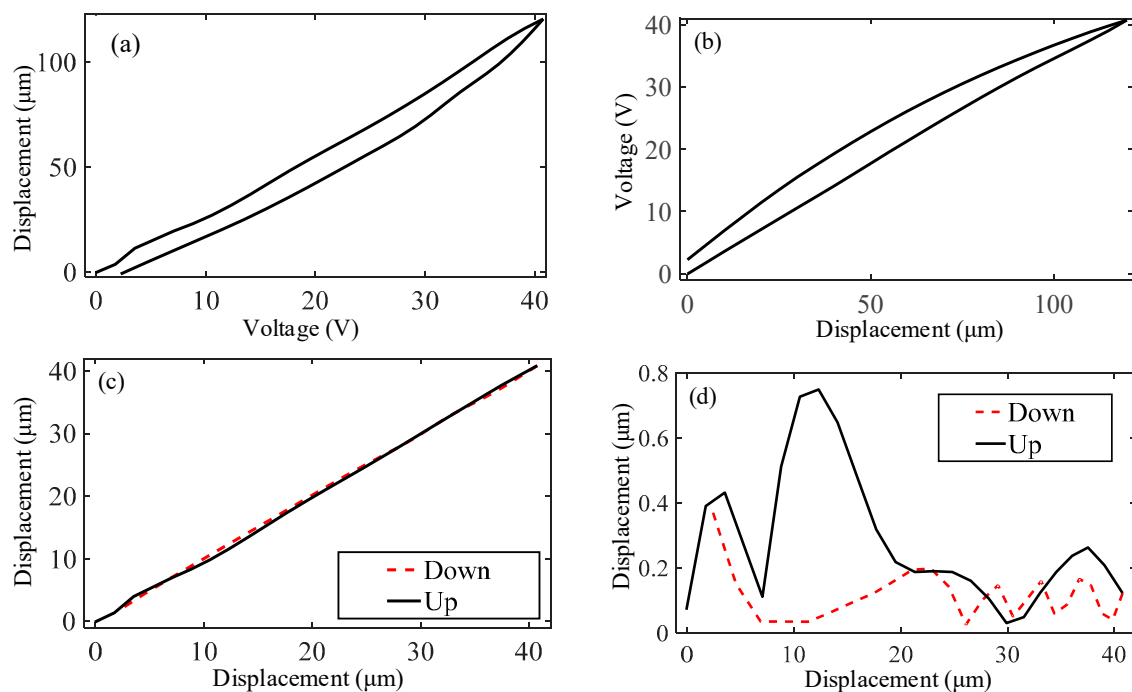 (a)
Displacement (μm)
100
50
0
0 10 20 30 40
Voltage (V)
(b)
Voltage (V)
40
30
20
10
0
0 50 100
Displacement (μm)
(c)
Displacement (μm)
40
30
20
10
0
Down
Up
0 10 20 30 40
Displacement (μm)
(d)
Displacement (μm)
0.8
0.6
0.4
0.2
0
Down
Up
0 10 20 30 40
Displacement (μm)